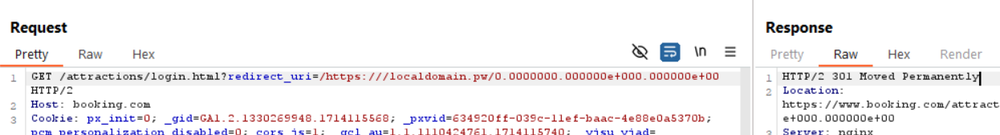 Request
Pretty Raw Hex
\n
1 GET /attractions/login.html?redirect_uri=/https:///localdomain.pw/0.0000000.000000e+000.000000e+00
HTTP/2
2 Host: booking.com
3 Cookie: px_init=0; _gid=GA1.2.1330269948.1714115568; _pxvid=634920ff-039c-11ef-baac-4e88e0a5370b;
pcm_personalization_disabled=0; cors_js=1; _gcl_au=1.1.1110424761.1714115740; _yjsu_yjad=
Response
Pretty Raw Hex Render
1 HTTP/2 301 Moved Permanently
2 Location:
https://www.booking.com/attract
e+000.000000e+00
3 Server: nginx